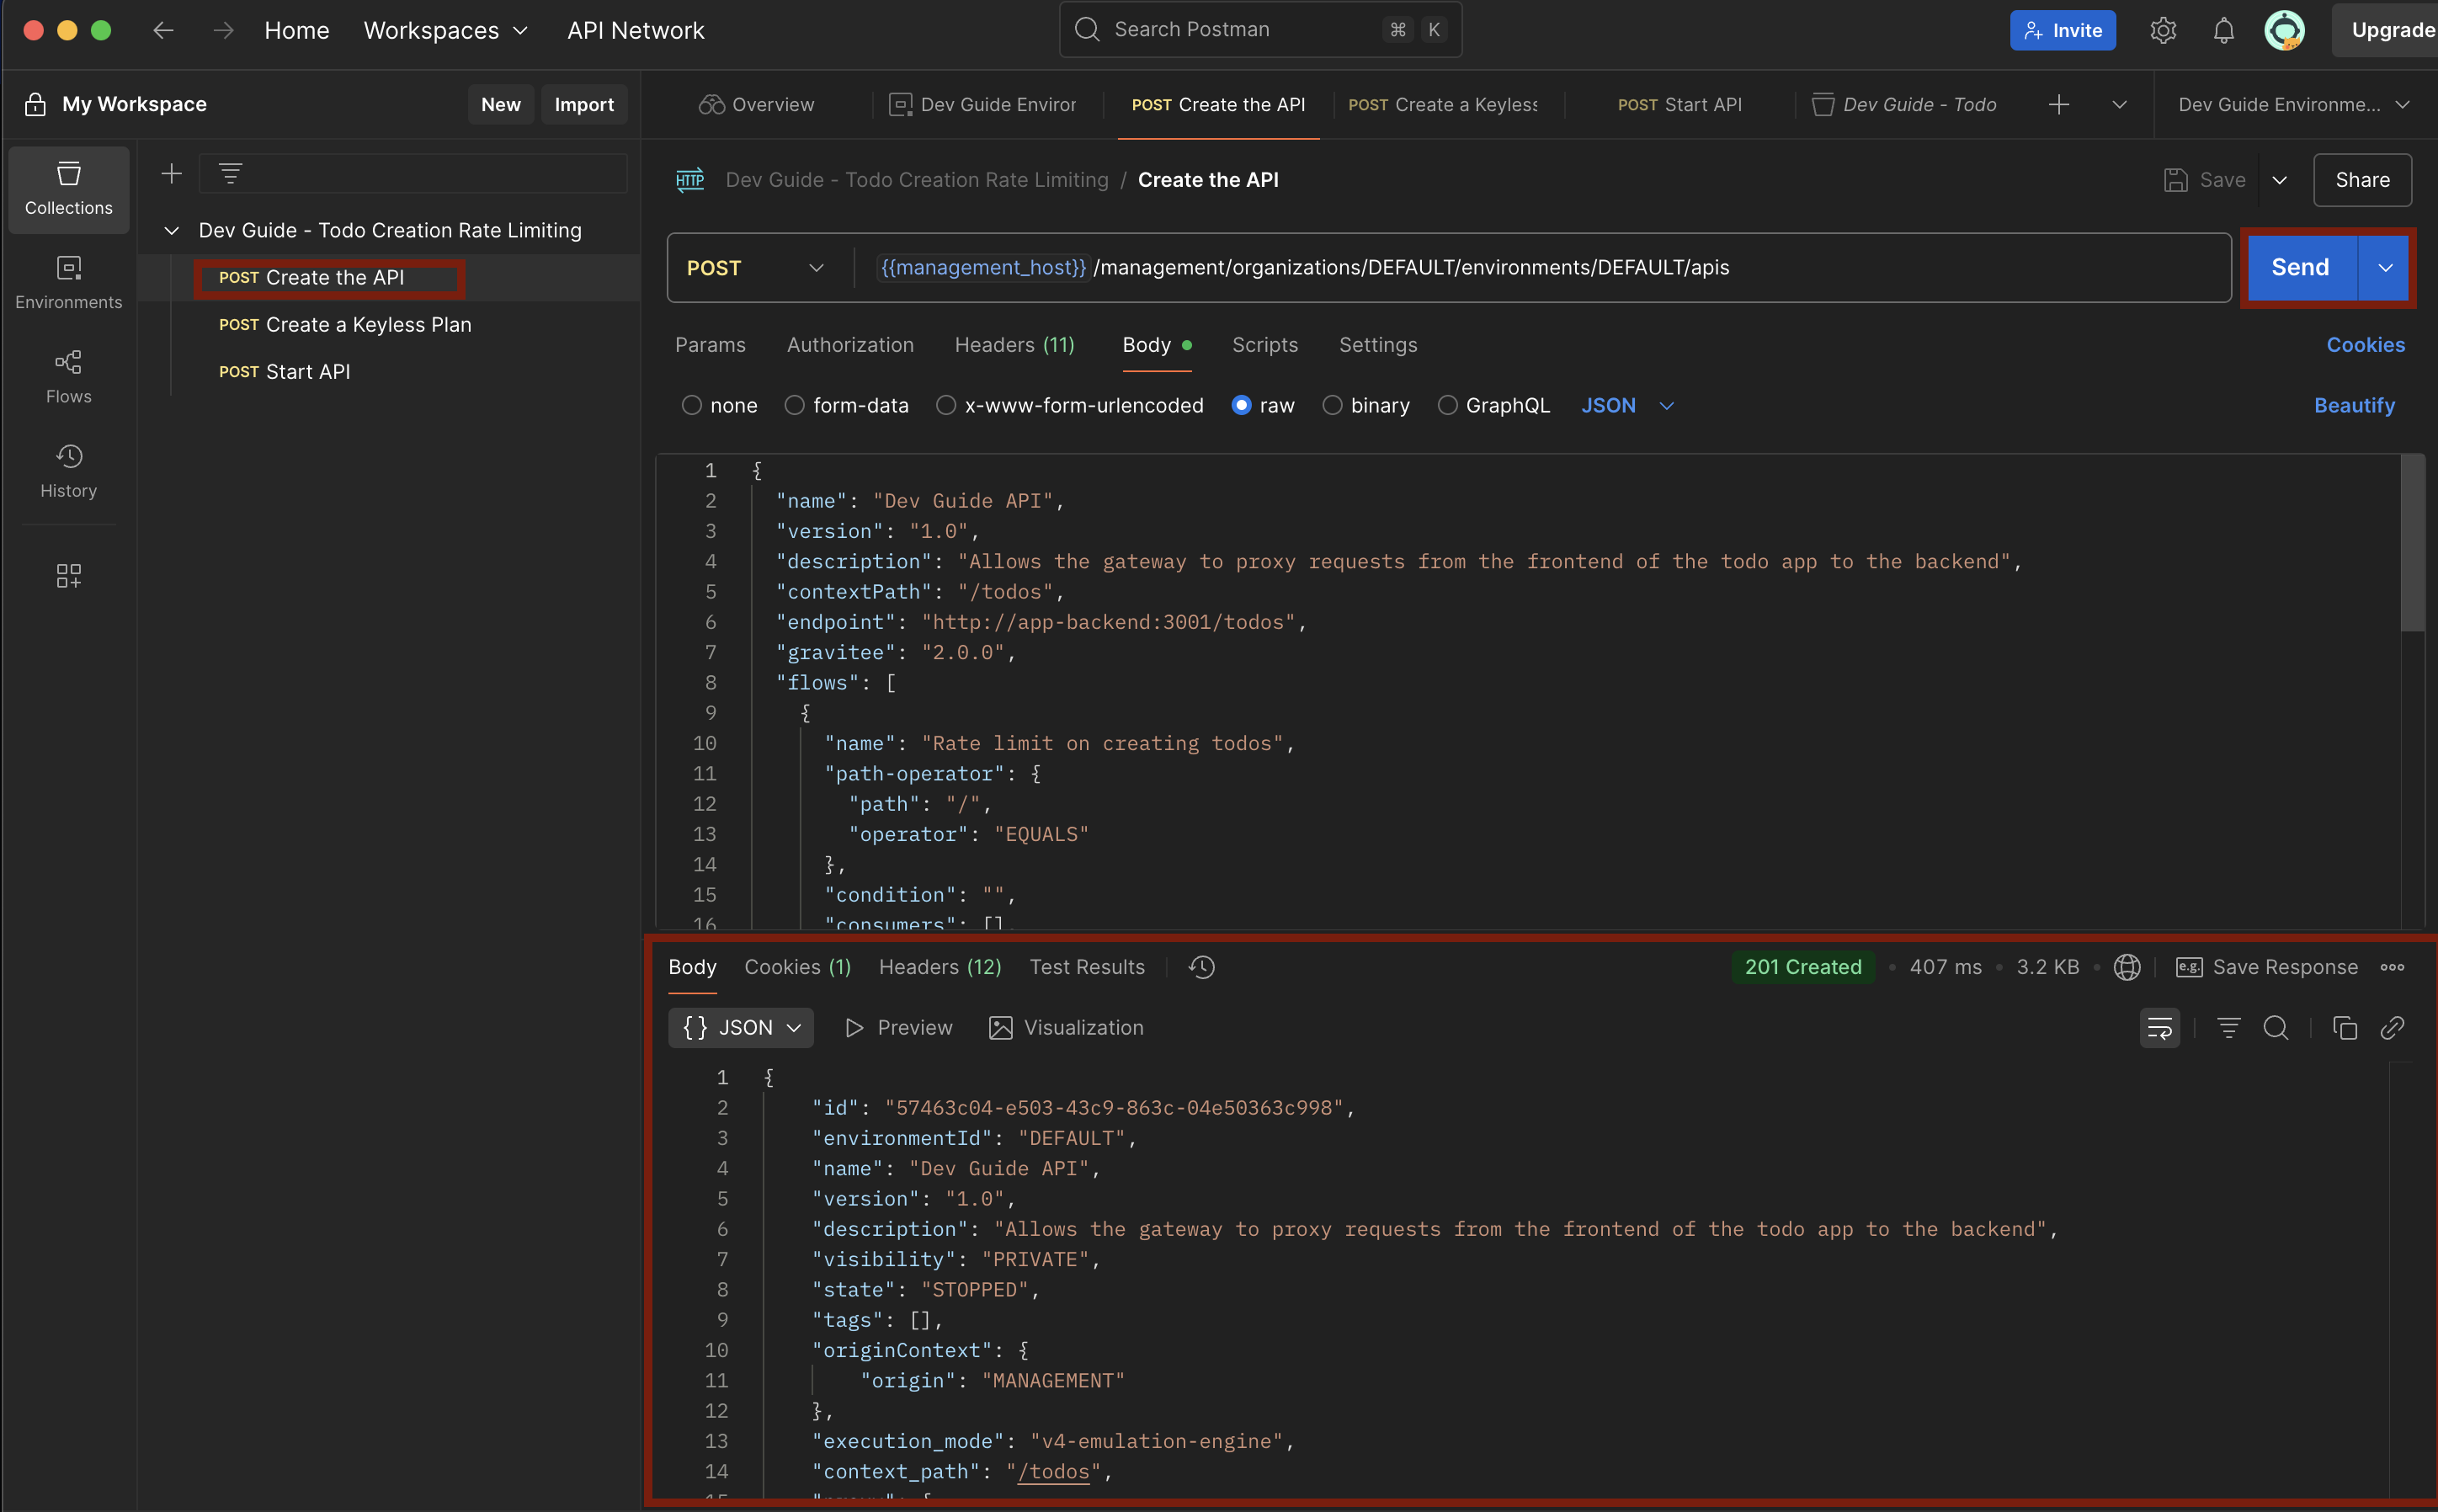 Home Workspaces API Network Search Postman ⌘ K Invite Upgrade
My Workspace New Import Overview Dev Guide Environ POST Create the API POST Create a Keyless POST Start API Dev Guide - Todo Dev Guide Environme...
Collections
Environments
Flows
History
Dev Guide - Todo Creation Rate Limiting
POST Create the API
POST Create a Keyless Plan
POST Start API
HTTP Dev Guide - Todo Creation Rate Limiting / Create the API Save Share
POST {{management_host}} /management/organizations/DEFAULT/environments/DEFAULT/apis Send
Params Authorization Headers (11) Body Scripts Settings Cookies
none form-data x-www-form-urlencoded raw binary GraphQL JSON Beautify
1 {
2 "name": "Dev Guide API",
3 "version": "1.0",
4 "description": "Allows the gateway to proxy requests from the frontend of the todo app to the backend",
5 "contextPath": "/todos",
6 "endpoint": "http://app-backend:3001/todos",
7 "gravitee": "2.0.0",
8 "flows": [
9 {
10 "name": "Rate limit on creating todos",
11 "path-operator": {
12 "path": "/",
13 "operator": "EQUALS"
14 },
15 "condition": "",
16 "consumers": [],
Body Cookies (1) Headers (12) Test Results 201 Created • 407 ms • 3.2 KB • e.g. Save Response
{} JSON Preview Visualization
1 {
2 "id": "57463c04-e503-43c9-863c-04e50363c998",
3 "environmentId": "DEFAULT",
4 "name": "Dev Guide API",
5 "version": "1.0",
6 "description": "Allows the gateway to proxy requests from the frontend of the todo app to the backend",
7 "visibility": "PRIVATE",
8 "state": "STOPPED",
9 "tags": [],
10 "originContext": {
11 "origin": "MANAGEMENT"
12 },
13 "execution_mode": "v4-emulation-engine",
14 "context_path": "/todos",